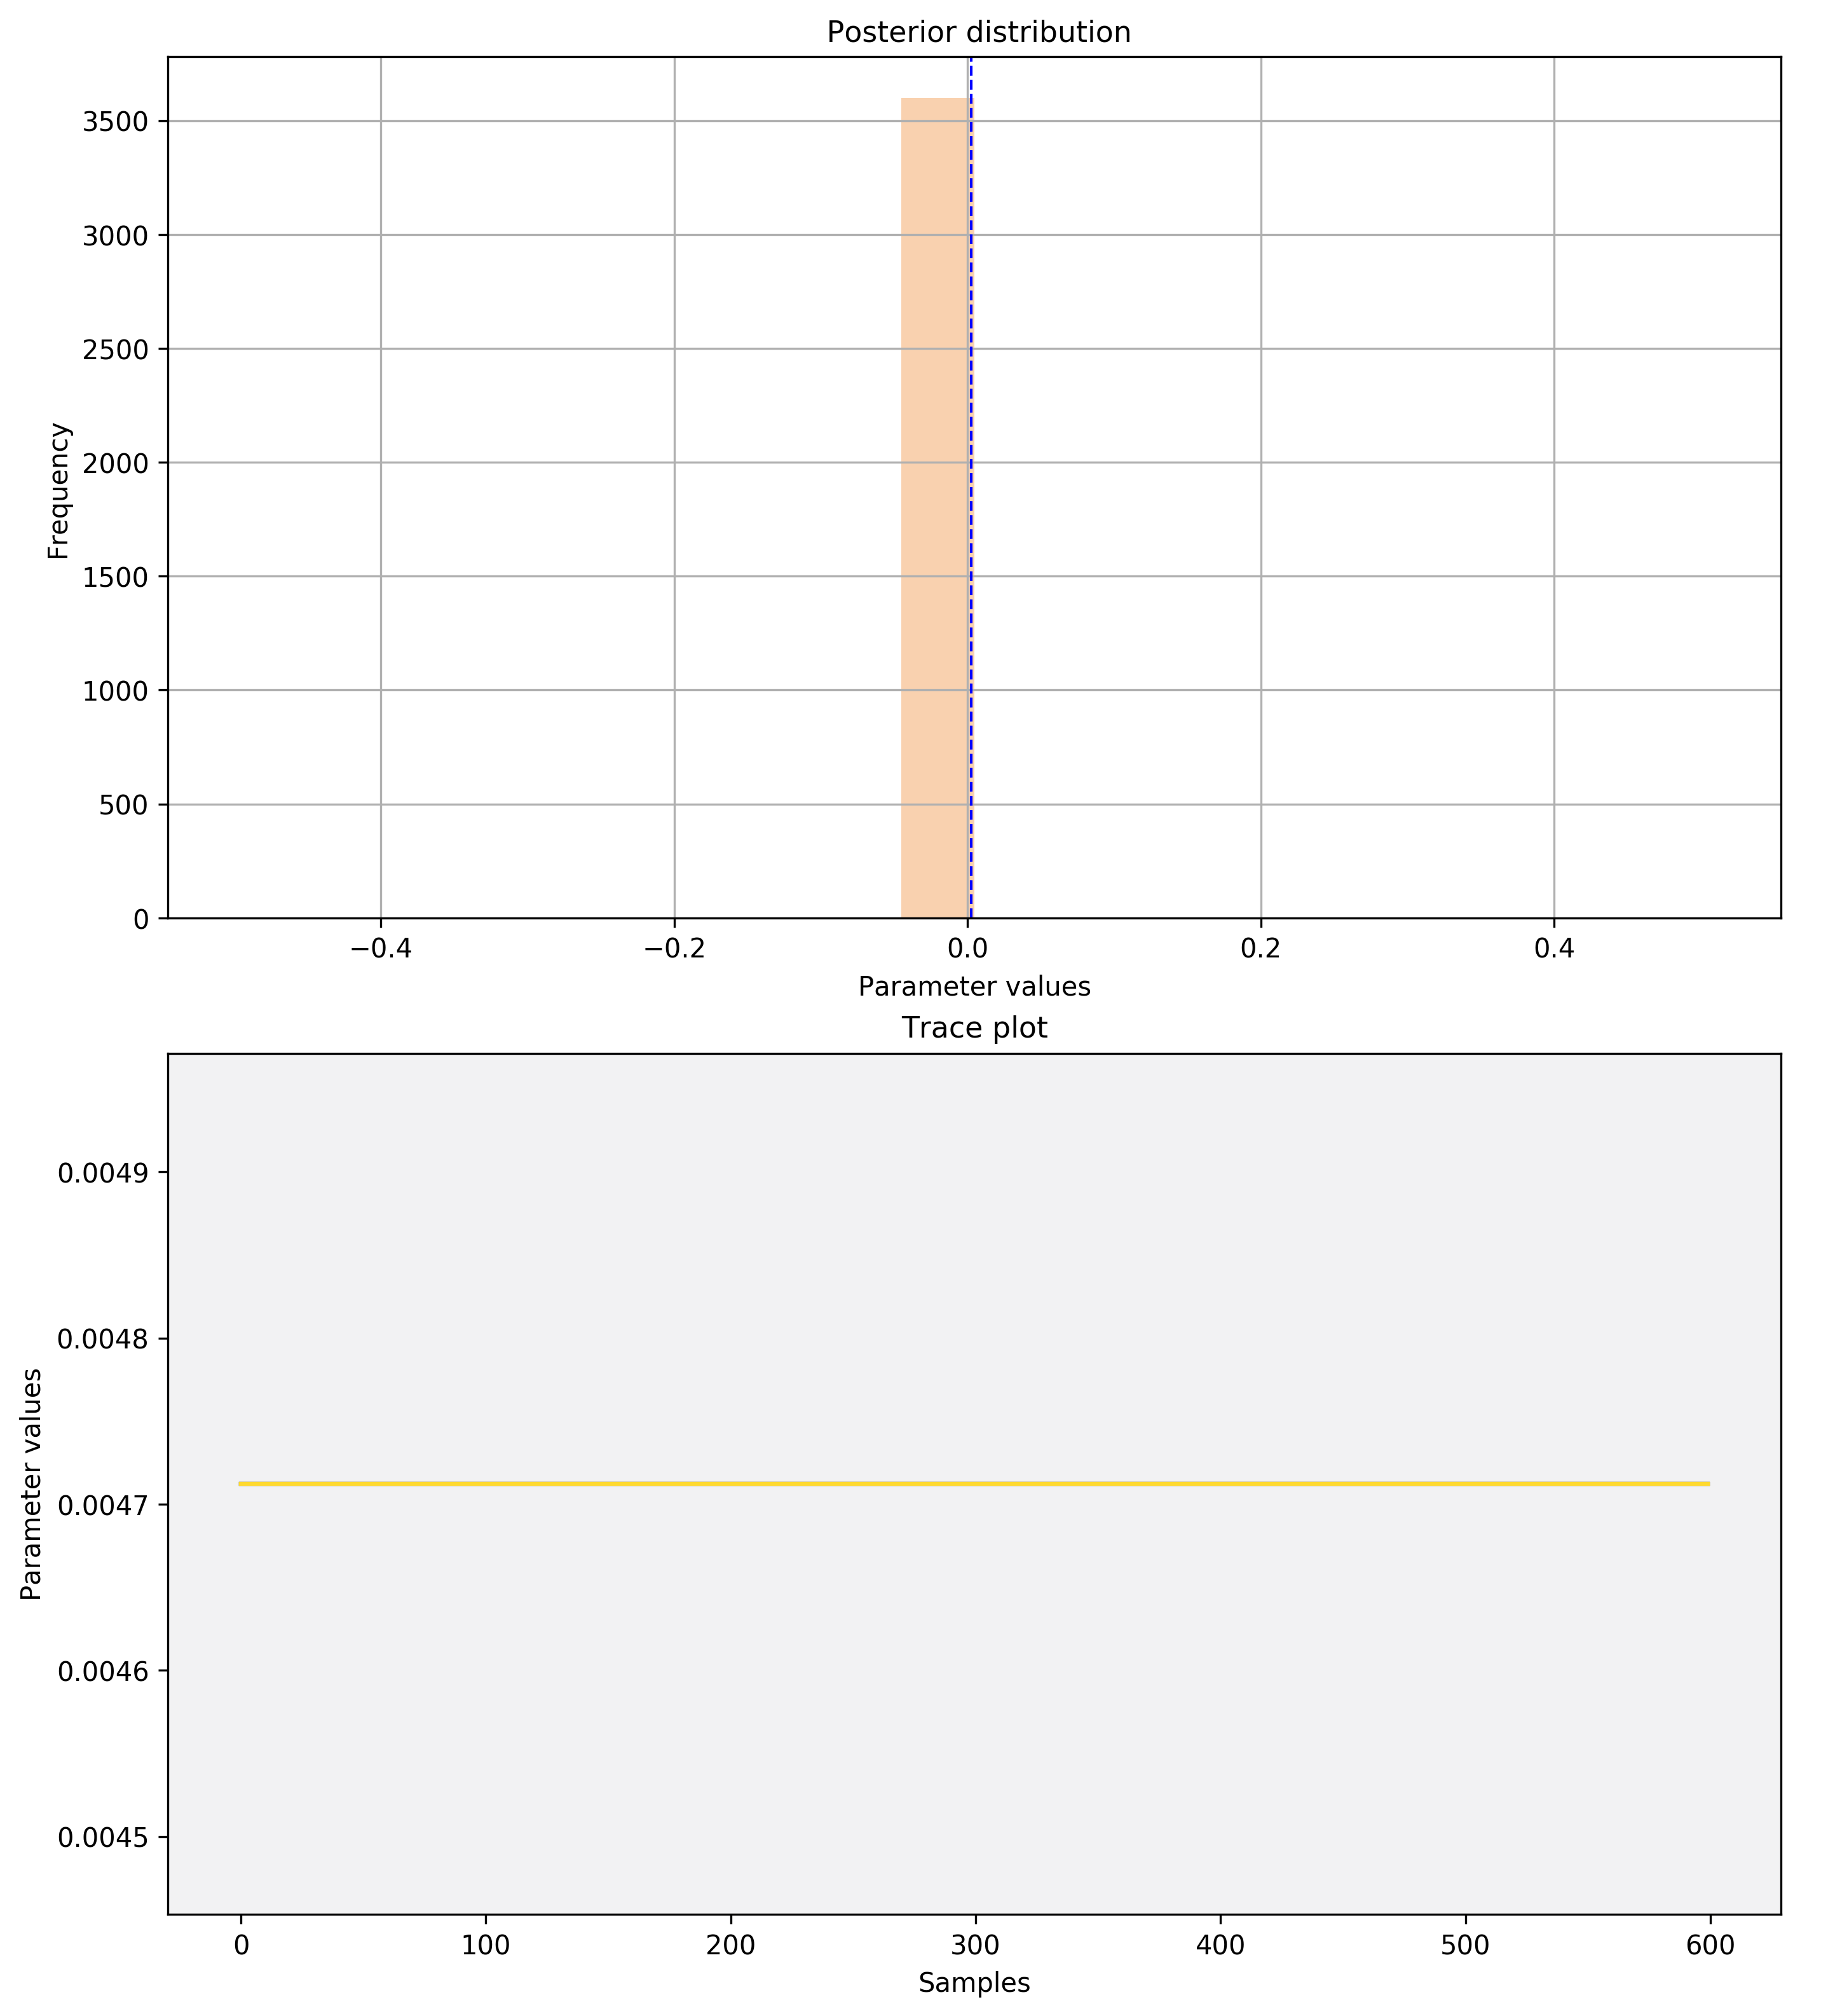 Posterior distribution
Frequency
3500
3000
2500
2000
1500
1000
500
0
−0.4 −0.2 0.0 0.2 0.4
Parameter values
Trace plot
Parameter values
0.0049
0.0048
0.0047
0.0046
0.0045
0 100 200 300 400 500 600
Samples